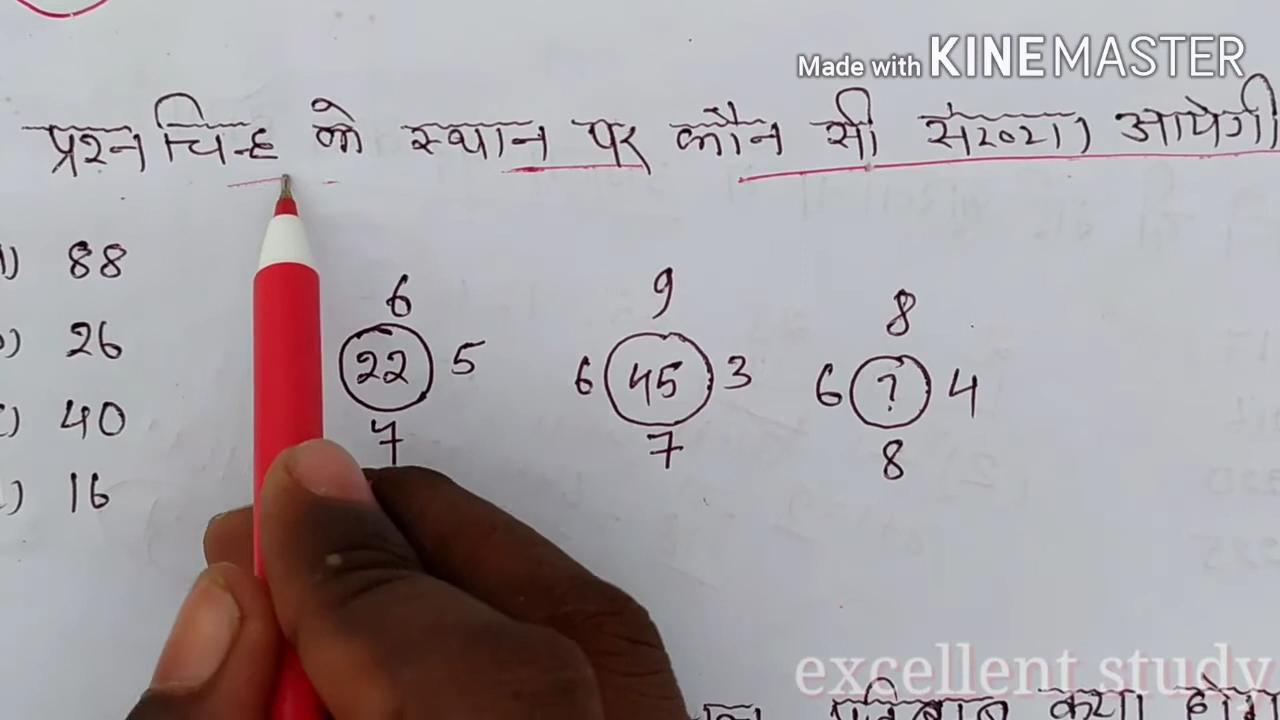 Made with KINEMASTER
प्रश्न चिन्ह के स्थान पर कौन सी संख्या आयेगी
88
26
40
16
6
22 5
7
9
6 45 3
7
8
6 ? 4
8
excellent study
क्या होगा